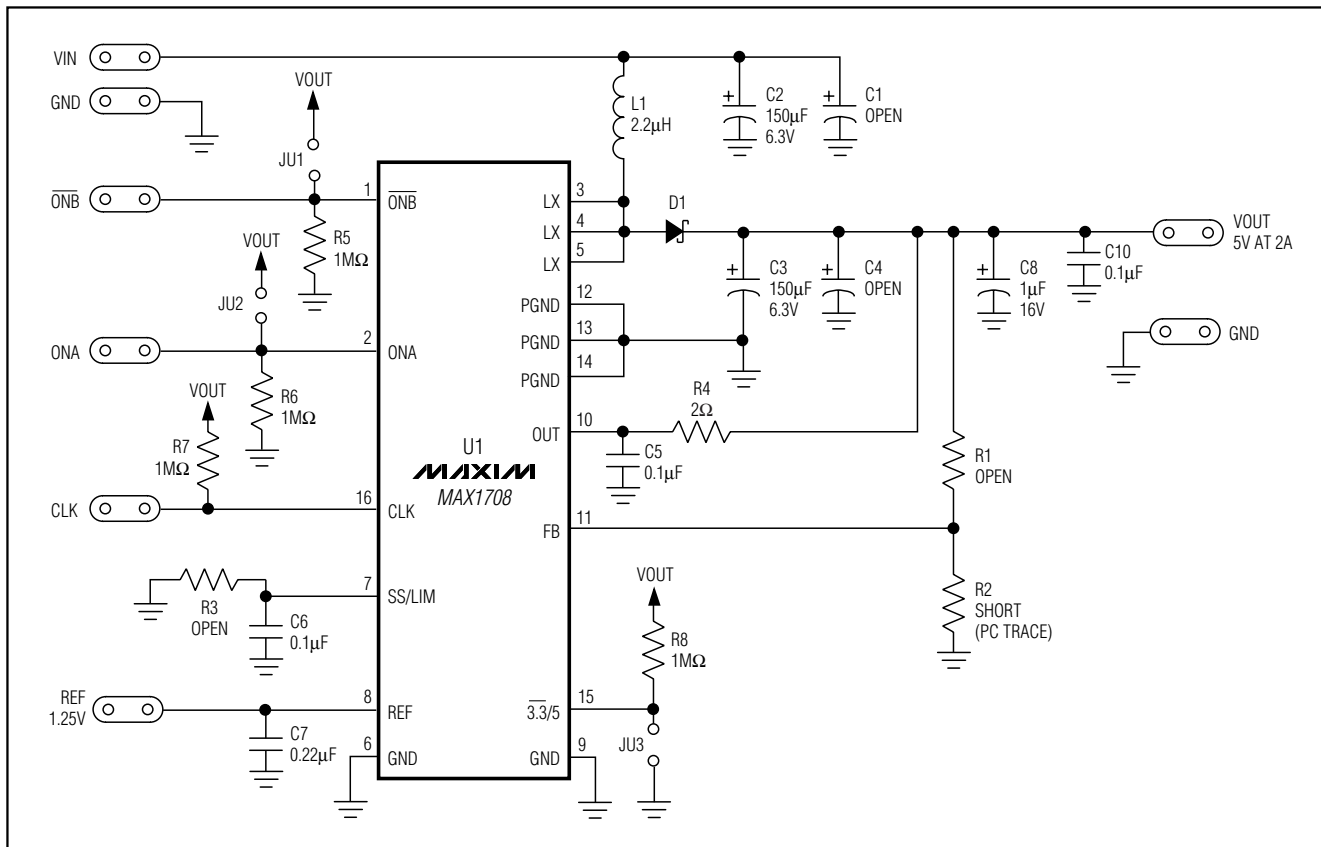 VIN
GND
VOUT
JU1
L1
2.2µH
C2
150µF
6.3V
C1
OPEN
ONB
1
ONB
R5
1MΩ
VOUT
JU2
ONA
2
ONA
R6
1MΩ
VOUT
R7
1MΩ
CLK
16
CLK
R3
OPEN
7
SS/LIM
C6
0.1µF
REF
1.25V
8
REF
C7
0.22µF
6
GND
U1
MAXIM
MAX1708
3
LX
4
LX
5
LX
D1
12
PGND
13
PGND
14
PGND
C3
150µF
6.3V
C4
OPEN
C8
1µF
16V
C10
0.1µF
VOUT
5V AT 2A
GND
10
OUT
R4
2Ω
C5
0.1µF
R1
OPEN
11
FB
R2
SHORT
(PC TRACE)
VOUT
R8
1MΩ
15
3.3/5
JU3
9
GND